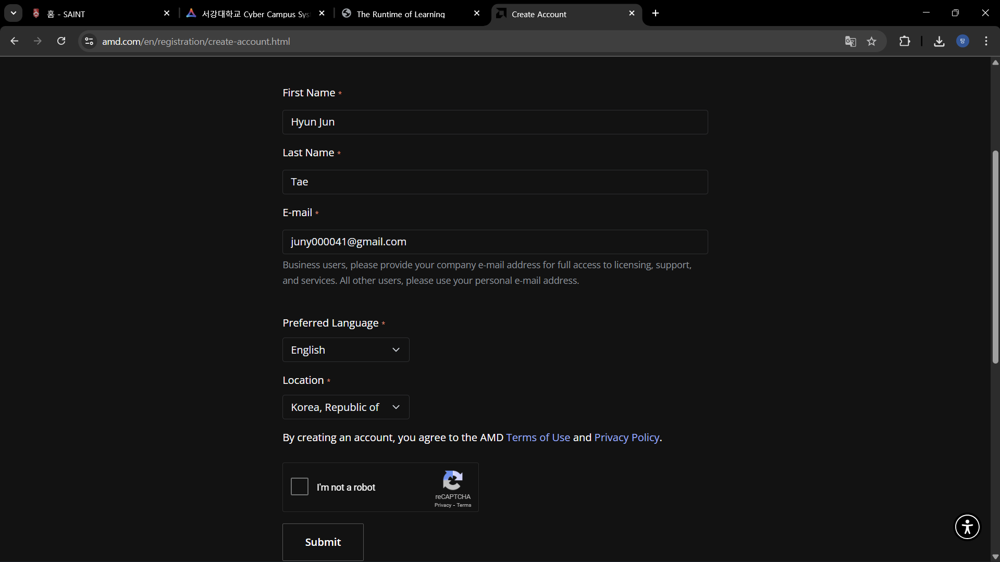 홈 - SAINT
서강대학교 Cyber Campus Sys
The Runtime of Learning
Create Account
amd.com/en/registration/create-account.html
탕
First Name *
Hyun Jun
Last Name *
Tae
E-mail *
juny000041@gmail.com
Business users, please provide your company e-mail address for full access to licensing, support,
and services. All other users, please use your personal e-mail address.
Preferred Language *
English
Location *
Korea, Republic of
By creating an account, you agree to the AMD Terms of Use and Privacy Policy.
I'm not a robot
reCAPTCHA
Privacy - Terms
Submit